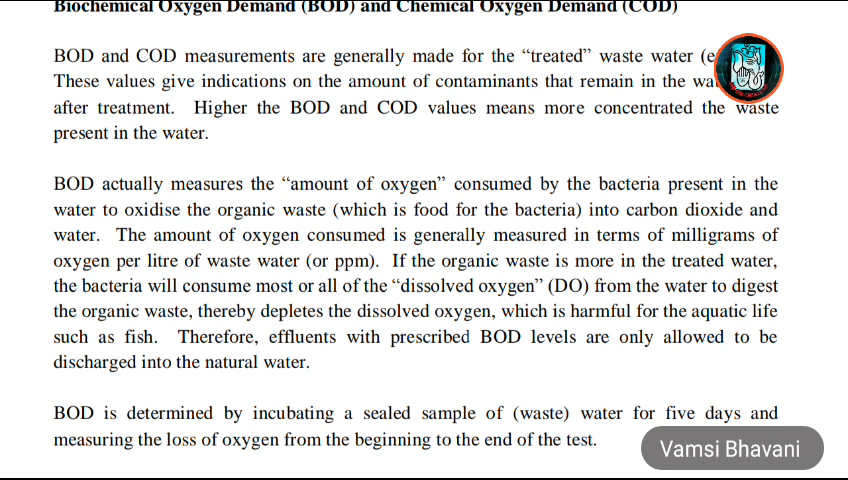 Biochemical Oxygen Demand (BOD) and Chemical Oxygen Demand (COD)
BOD and COD measurements are generally made for the “treated” waste water
These values give indications on the amount of contaminants that remain in the
after treatment. Higher the BOD and COD values means more concentrated the waste
present in the water.
BOD actually measures the “amount of oxygen” consumed by the bacteria present in the
water to oxidise the organic waste (which is food for the bacteria) into carbon dioxide and
water. The amount of oxygen consumed is generally measured in terms of milligrams of
oxygen per litre of waste water (or ppm). If the organic waste is more in the treated water,
the bacteria will consume most or all of the “dissolved oxygen” (DO) from the water to digest
the organic waste, thereby depletes the dissolved oxygen, which is harmful for the aquatic life
such as fish. Therefore, effluents with prescribed BOD levels are only allowed to be
discharged into the natural water.
BOD is determined by incubating a sealed sample of (waste) water for five days and
measuring the loss of oxygen from the beginning to the end of the test.
Vamsi Bhavani